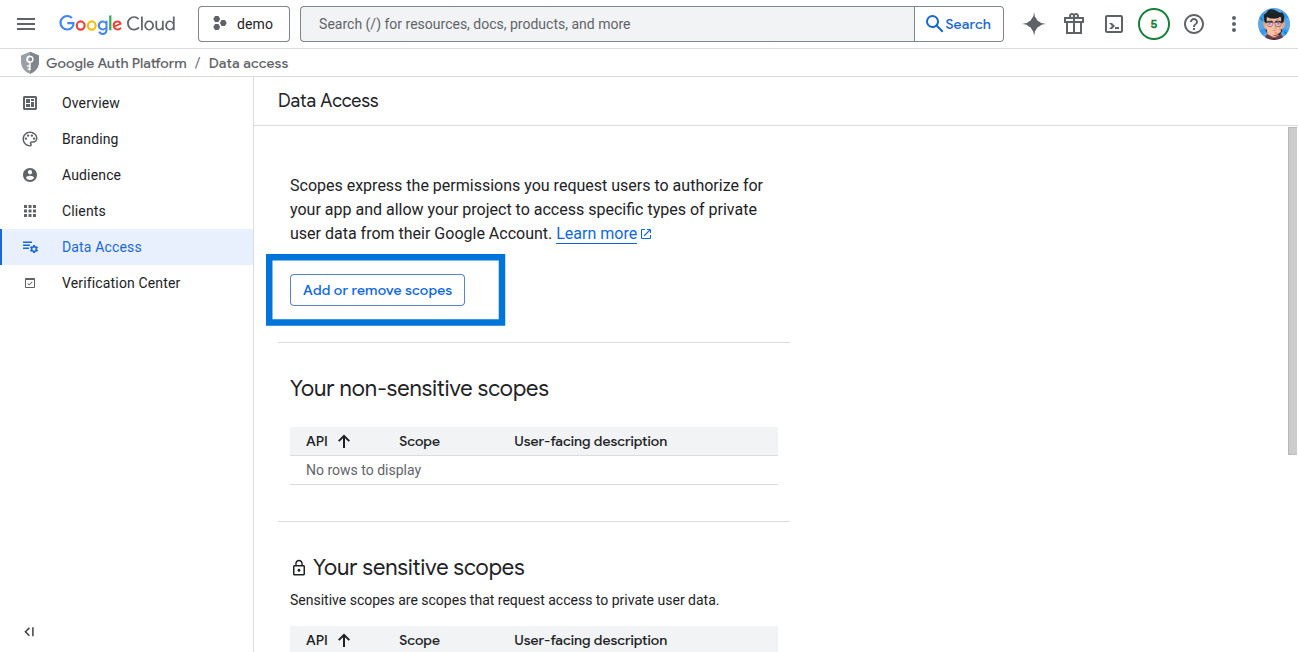 Google Cloud
demo
Search (/) for resources, docs, products, and more
Search
5
Google Auth Platform / Data access
Overview
Branding
Audience
Clients
Data Access
Verification Center
Data Access
Scopes express the permissions you request users to authorize for
your app and allow your project to access specific types of private
user data from their Google Account. Learn more
Add or remove scopes
Your non-sensitive scopes
API Scope User-facing description
No rows to display
Your sensitive scopes
Sensitive scopes are scopes that request access to private user data.
API Scope User-facing description